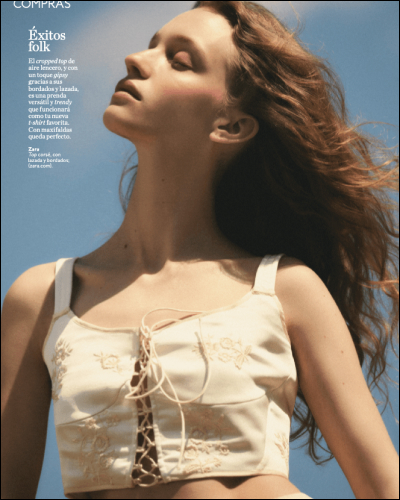 COMPRAS
Éxitos
folk
El cropped top de
aire lencero, y con
un toque gipsy
gracias a sus
bordados y lazada,
es una prenda
versátil y trendy
que funcionará
como tu nueva
t-shirt favorita.
Con maxifaldas
queda perfecto.
Zara
Top corsé, con
lazada y bordados,
(zara.com).